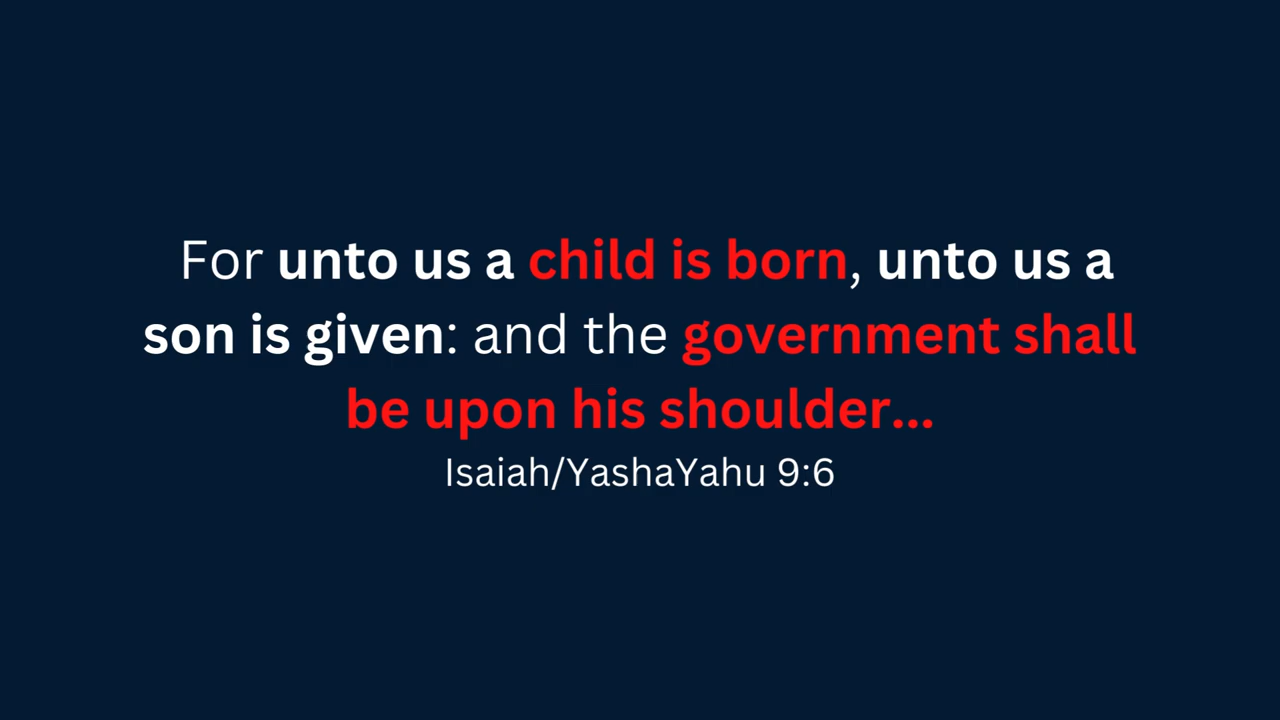 For unto us a child is born, unto us a
son is given: and the government shall
be upon his shoulder...
Isaiah/YashaYahu 9:6